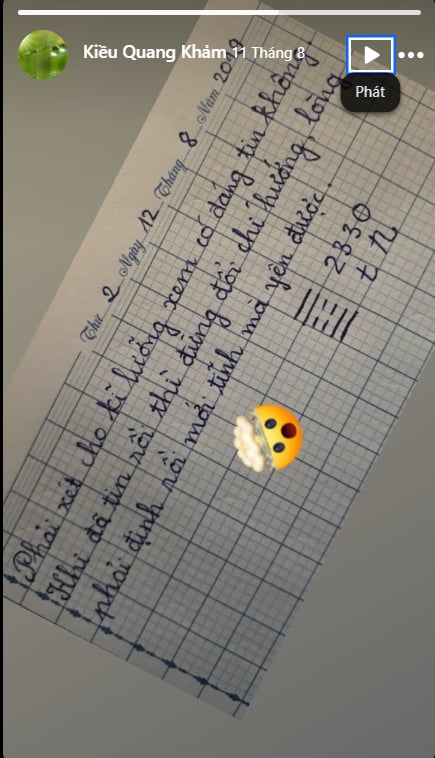 Kiều Quang Khảm 11 Tháng 8
Phát
Thứ 2 Ngày 12 Tháng 8 Năm 2019
Phải xét cho kĩ lưỡng xem có đáng tin không.
Khi đã tin rồi thì đừng đổi chí hướng, lòng
phải định rồi mới tính mà yên được.
2330
t n